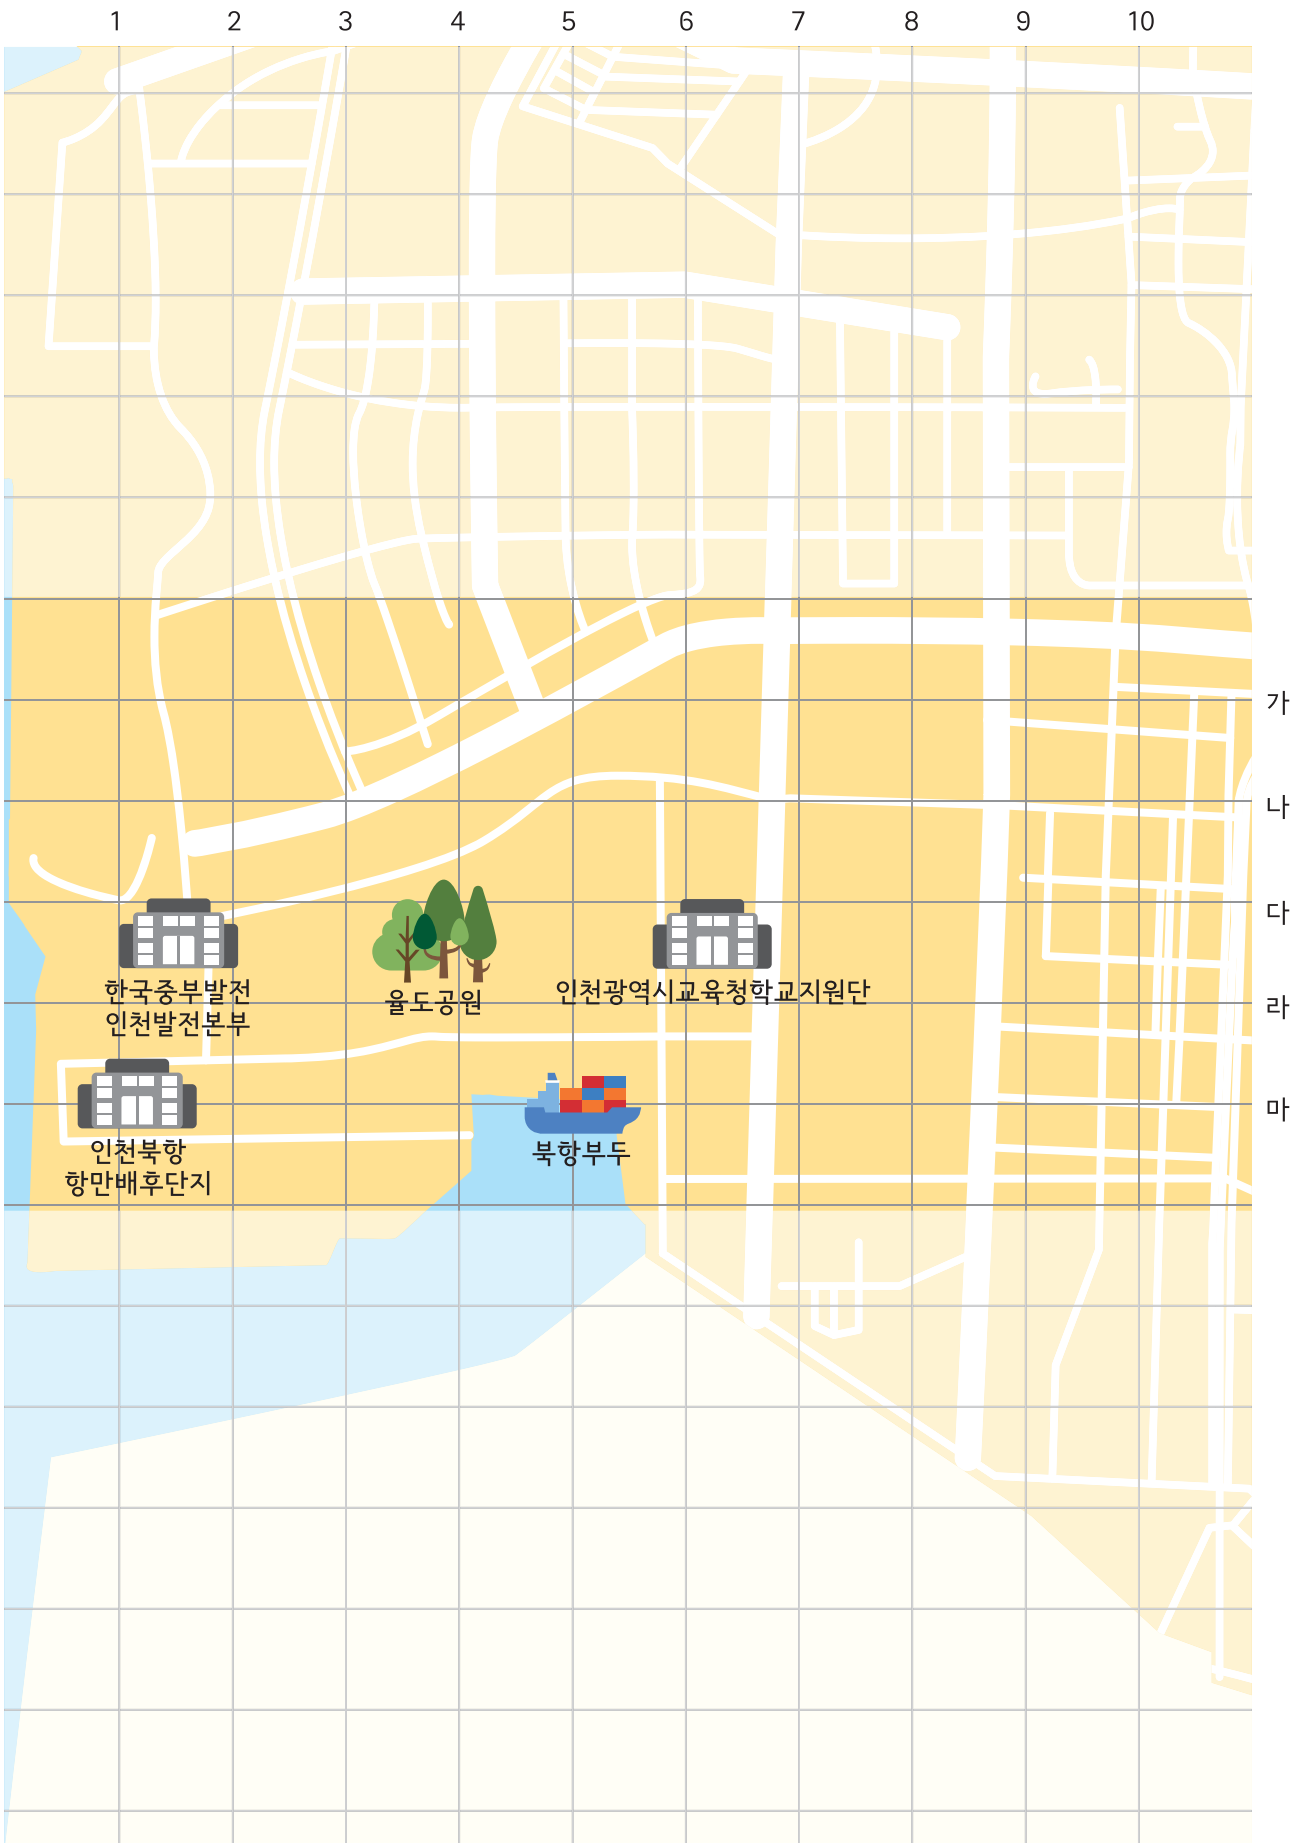 1 2 3 4 5 6 7 8 9 10
가
나
다
한국중부발전
인천발전본부
율도공원
인천광역시교육청학교지원단
라
마
인천북항
항만배후단지
북항부두